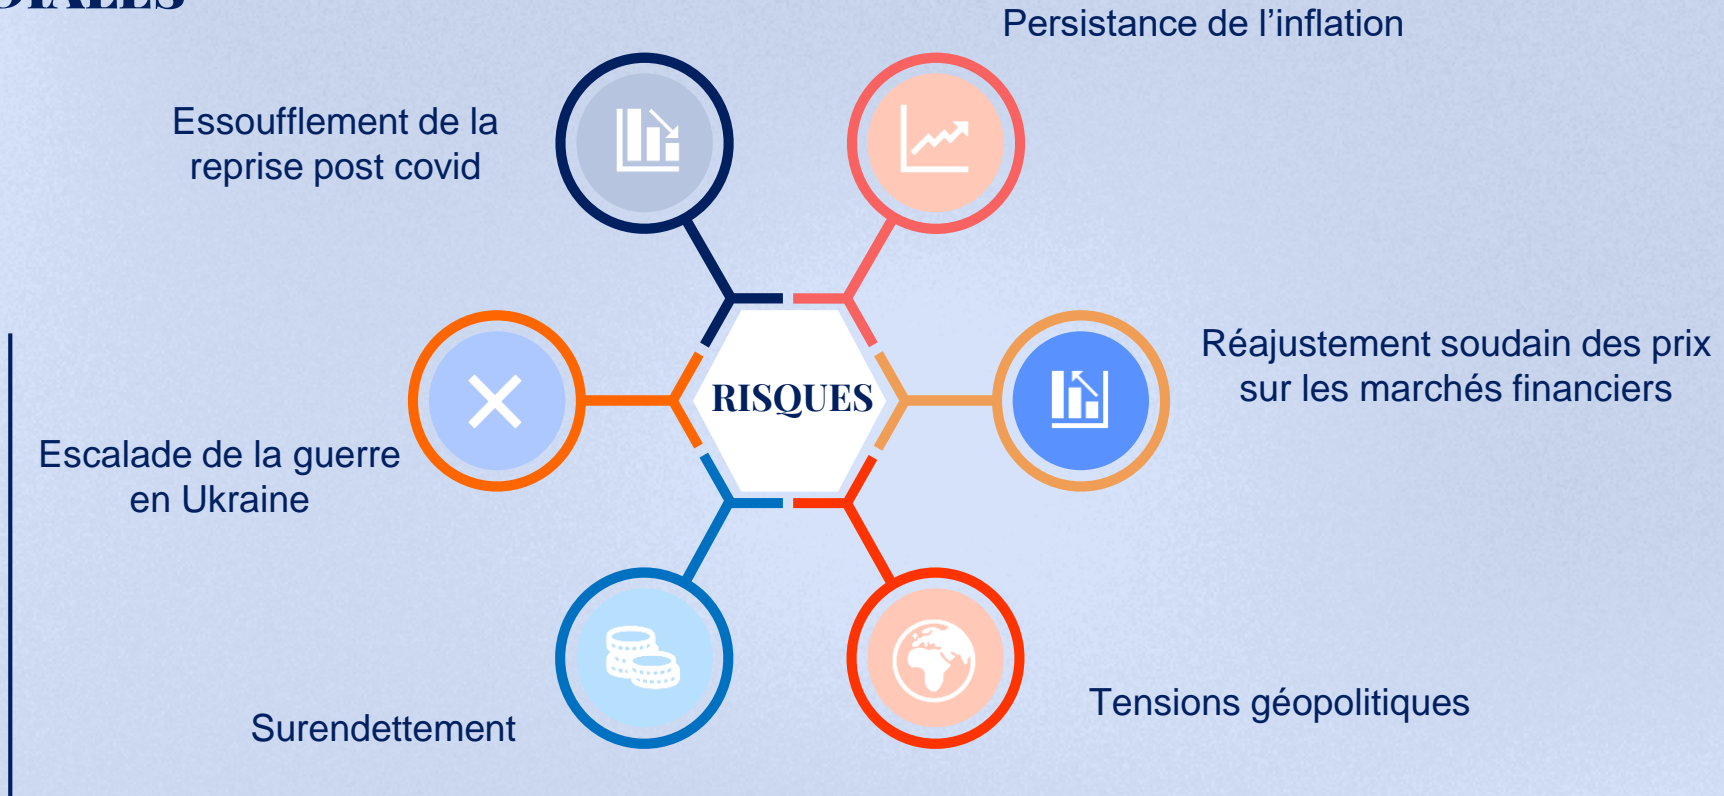 Persistance de l’inflation
Essoufflement de la
reprise post covid
Réajustement soudain des prix
sur les marchés financiers
RISQUES
Escalade de la guerre
en Ukraine
Tensions géopolitiques
Surendettement